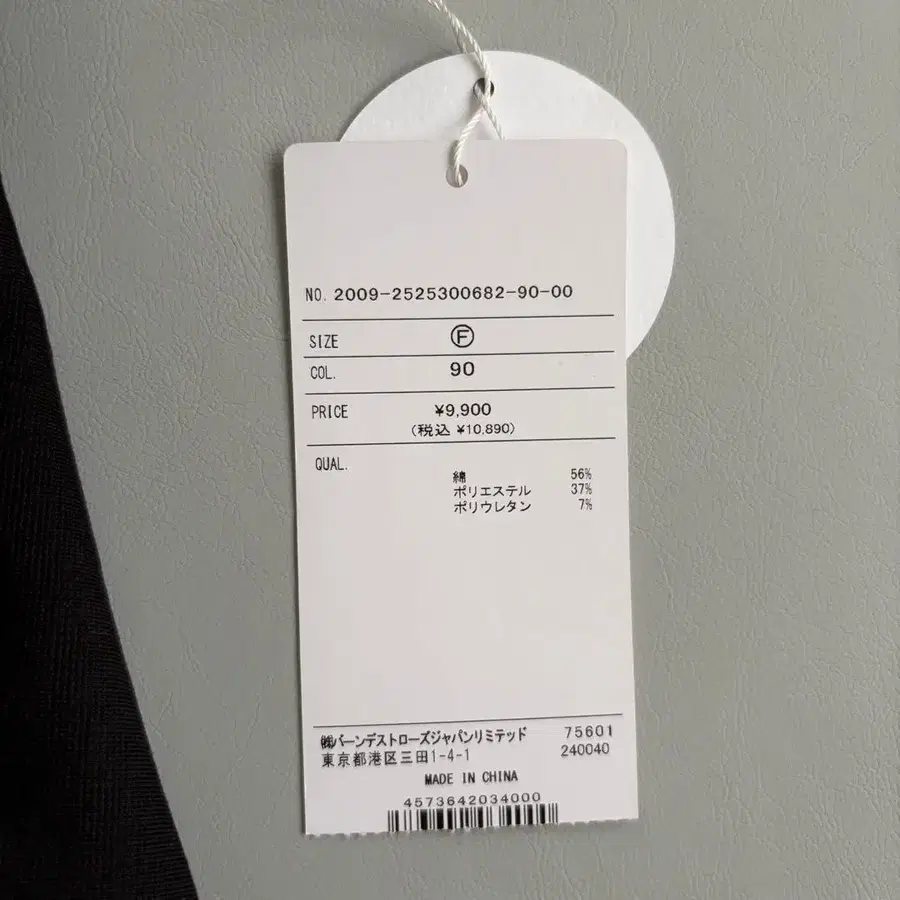 NO. 2009-2525300682-90-00
SIZE Ⓕ
COL. 90
PRICE ¥9,900
(税込 ¥10,890)
QUAL.
綿 56%
ポリエステル 37%
ポリウレタン 7%
㈱バーンデストローズジャパンリミテッド 75601
東京都港区三田1-4-1 240040
MADE IN CHINA
4573642034000